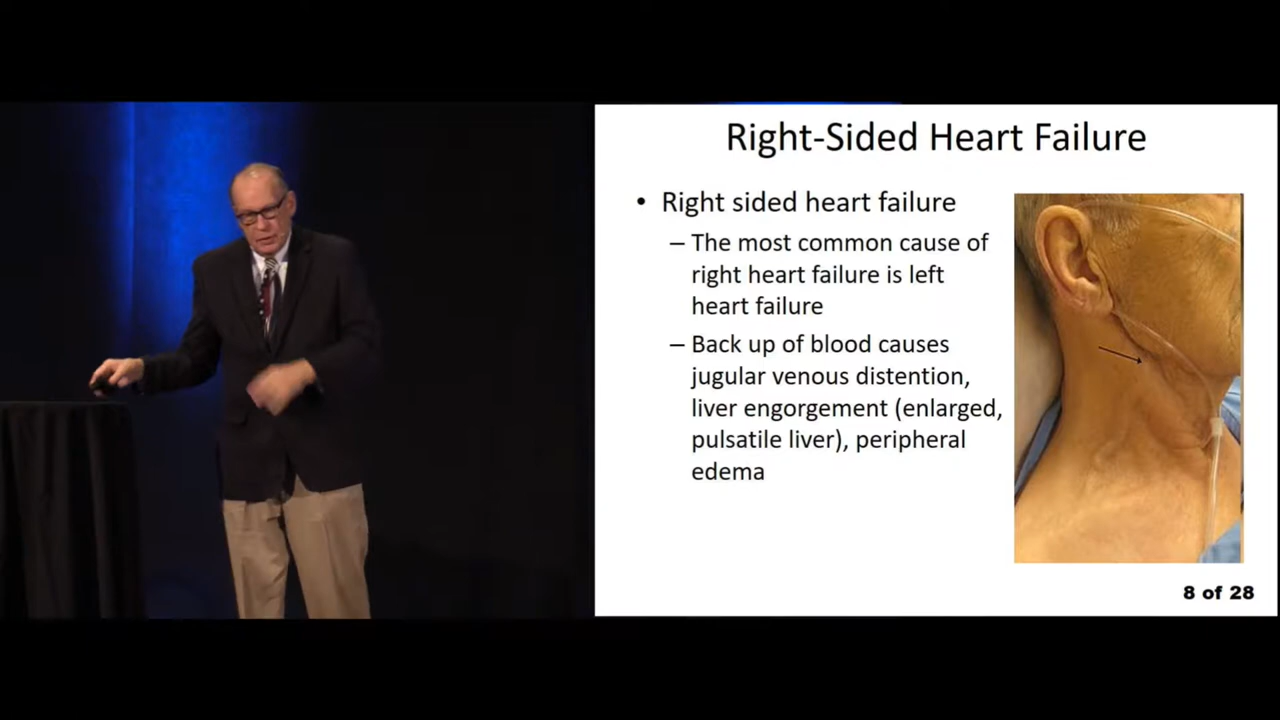 Right-Sided Heart Failure
• Right sided heart failure
– The most common cause of
right heart failure is left
heart failure
– Back up of blood causes
jugular venous distention,
liver engorgement (enlarged,
pulsatile liver), peripheral
edema
8 of 28